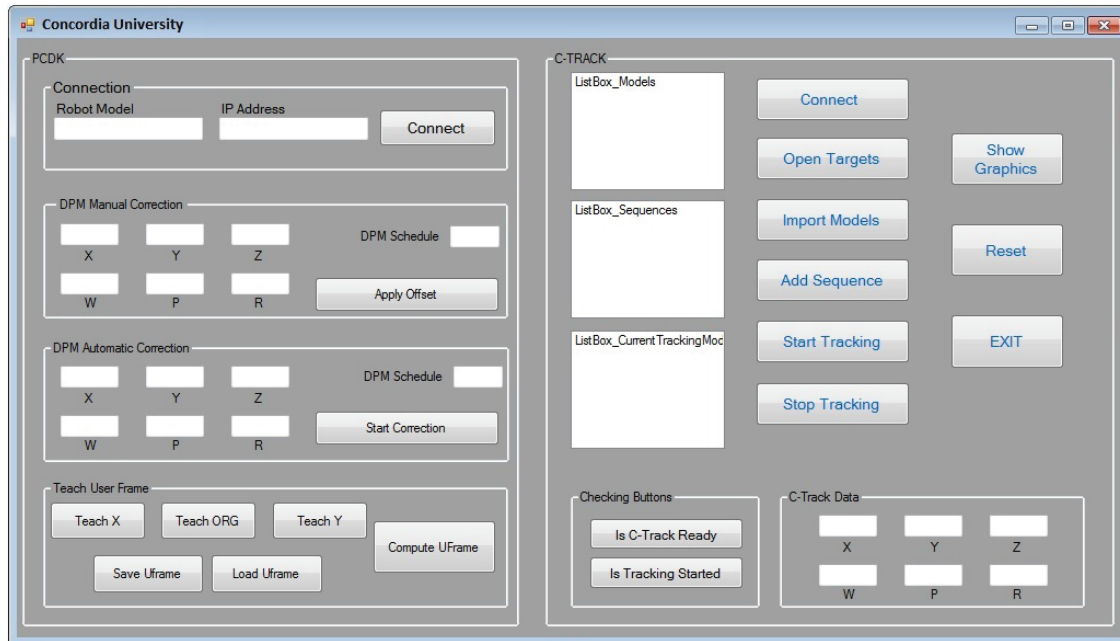 Concordia University
PCDK
Connection
Robot Model IP Address
Connect
DPM Manual Correction
DPM Schedule
X Y Z
W P R
Apply Offset
DPM Automatic Correction
DPM Schedule
X Y Z
W P R
Start Correction
Teach User Frame
Teach X Teach ORG Teach Y
Compute UFrame
Save Uframe Load Uframe
C-TRACK
ListBox_Models
ListBox_Sequences
ListBox_CurrentTrackingMod
Connect
Open Targets
Import Models
Add Sequence
Start Tracking
Stop Tracking
Show
Graphics
Reset
EXIT
Checking Buttons
Is C-Track Ready
Is Tracking Started
C-Track Data
X Y Z
W P R